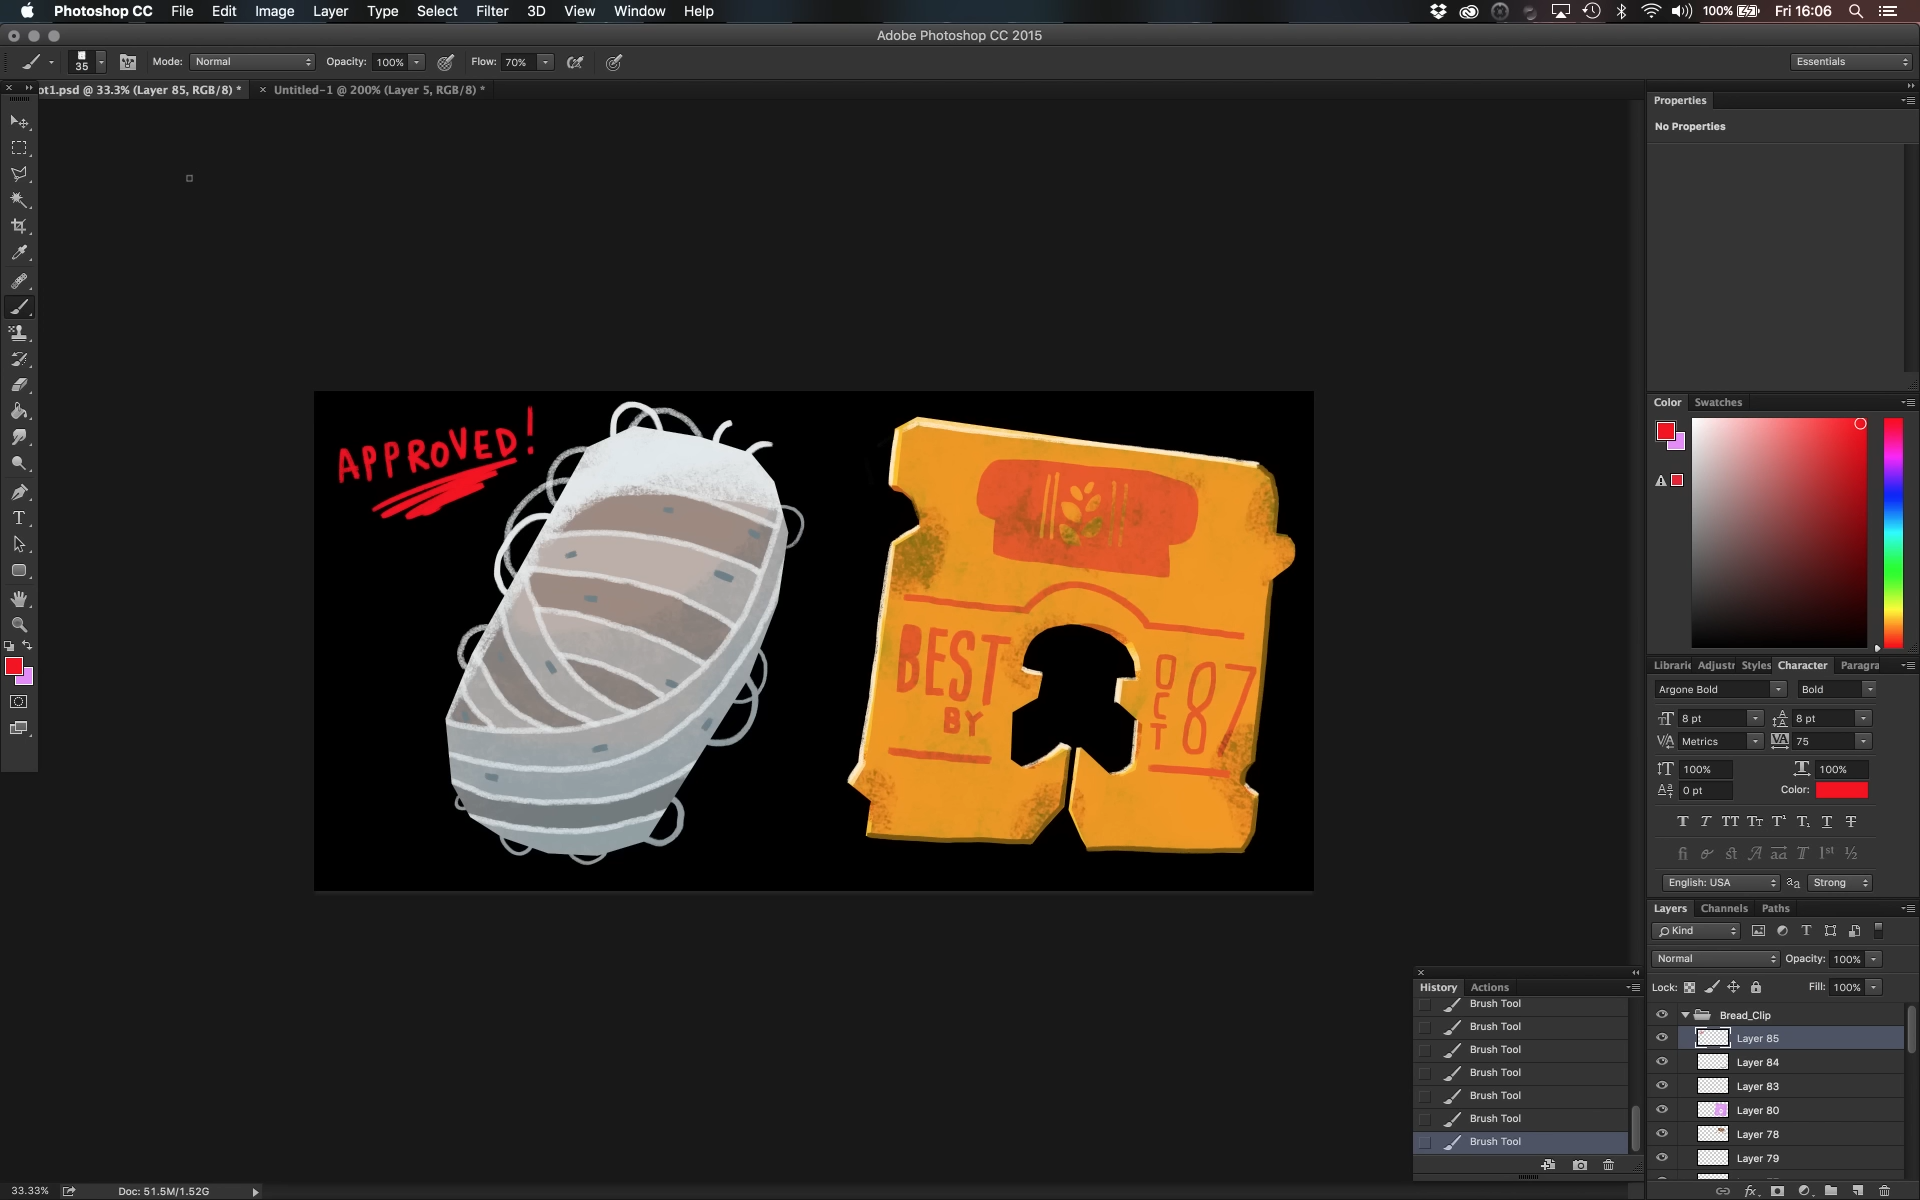 Photoshop CC File Edit Image Layer Type Select Filter 3D View Window Help
100% Fri 16:06
Adobe Photoshop CC 2015
35 Mode: Normal Opacity: 100% Flow: 70% Essentials
ot1.psd @ 33.3% (Layer 85, RGB/8) * Untitled-1 @ 200% (Layer 5, RGB/8) *
Properties
No Properties
APPROVED!
BEST
BY
OCT
87
Color Swatches
Librarie Adjustr Styles Character Paragra
Argone Bold Bold
8 pt 8 pt
Metrics 75
100% 100%
0 pt Color:
English: USA Strong
Layers Channels Paths
Kind
Normal Opacity: 100%
Lock: Fill: 100%
Bread_Clip
Layer 85
Layer 84
Layer 83
Layer 80
Layer 78
Layer 79
History Actions
Brush Tool
Brush Tool
Brush Tool
Brush Tool
Brush Tool
Brush Tool
Brush Tool
33.33% Doc: 51.5M/1.52G